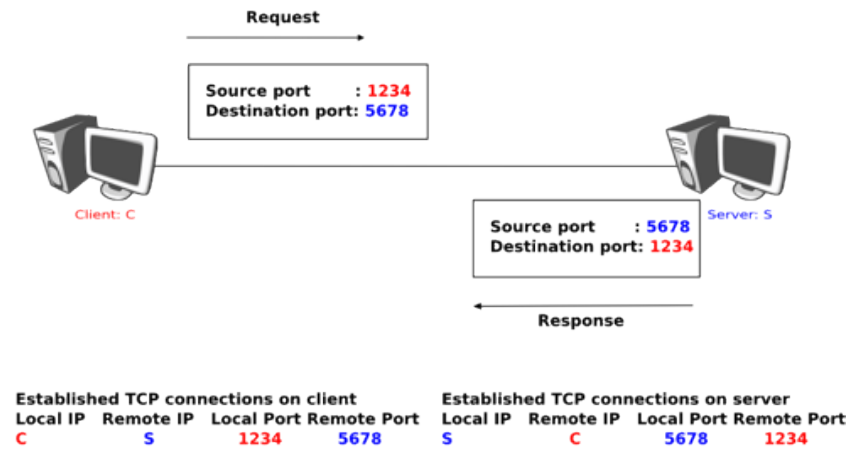 Request
Source port : 1234
Destination port: 5678
Client: C
Server: S
Source port : 5678
Destination port: 1234
Response
Established TCP connections on client
Local IP Remote IP Local Port Remote Port
C S 1234 5678
Established TCP connections on server
Local IP Remote IP Local Port Remote Port
S C 5678 1234